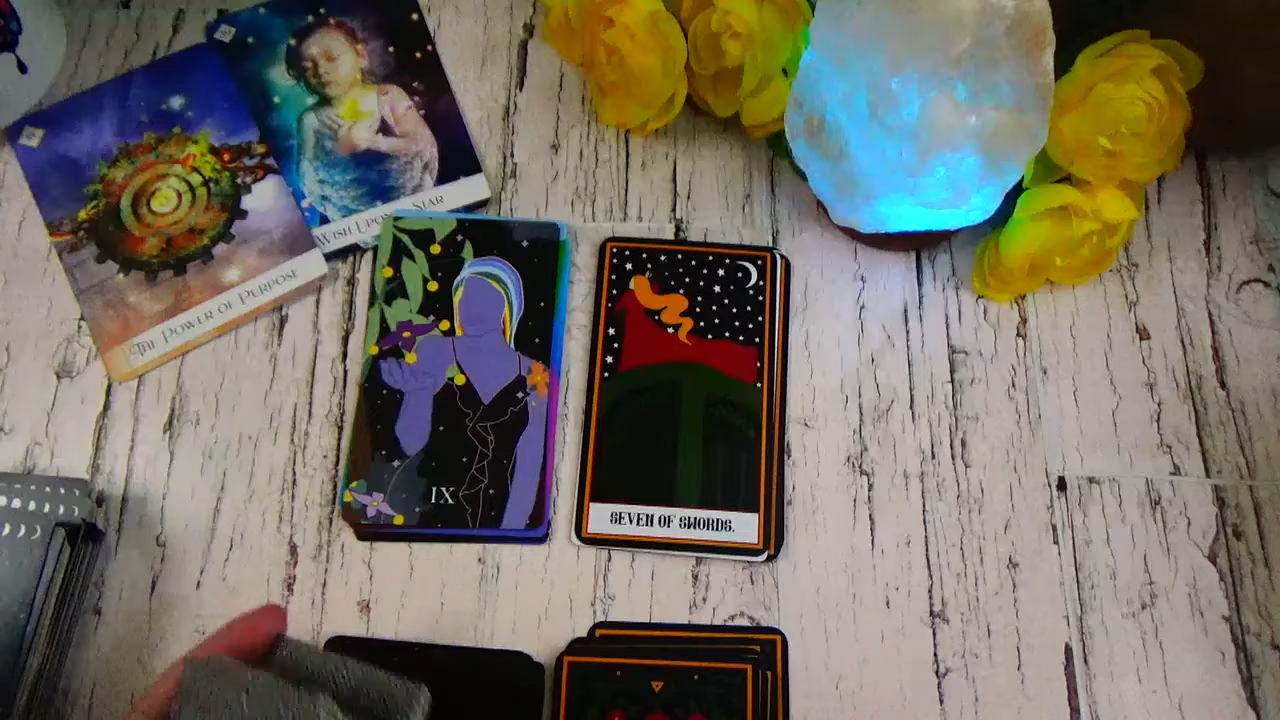 WISH UPON A STAR
THE POWER OF PURPOSE
IX
SEVEN OF SWORDS.